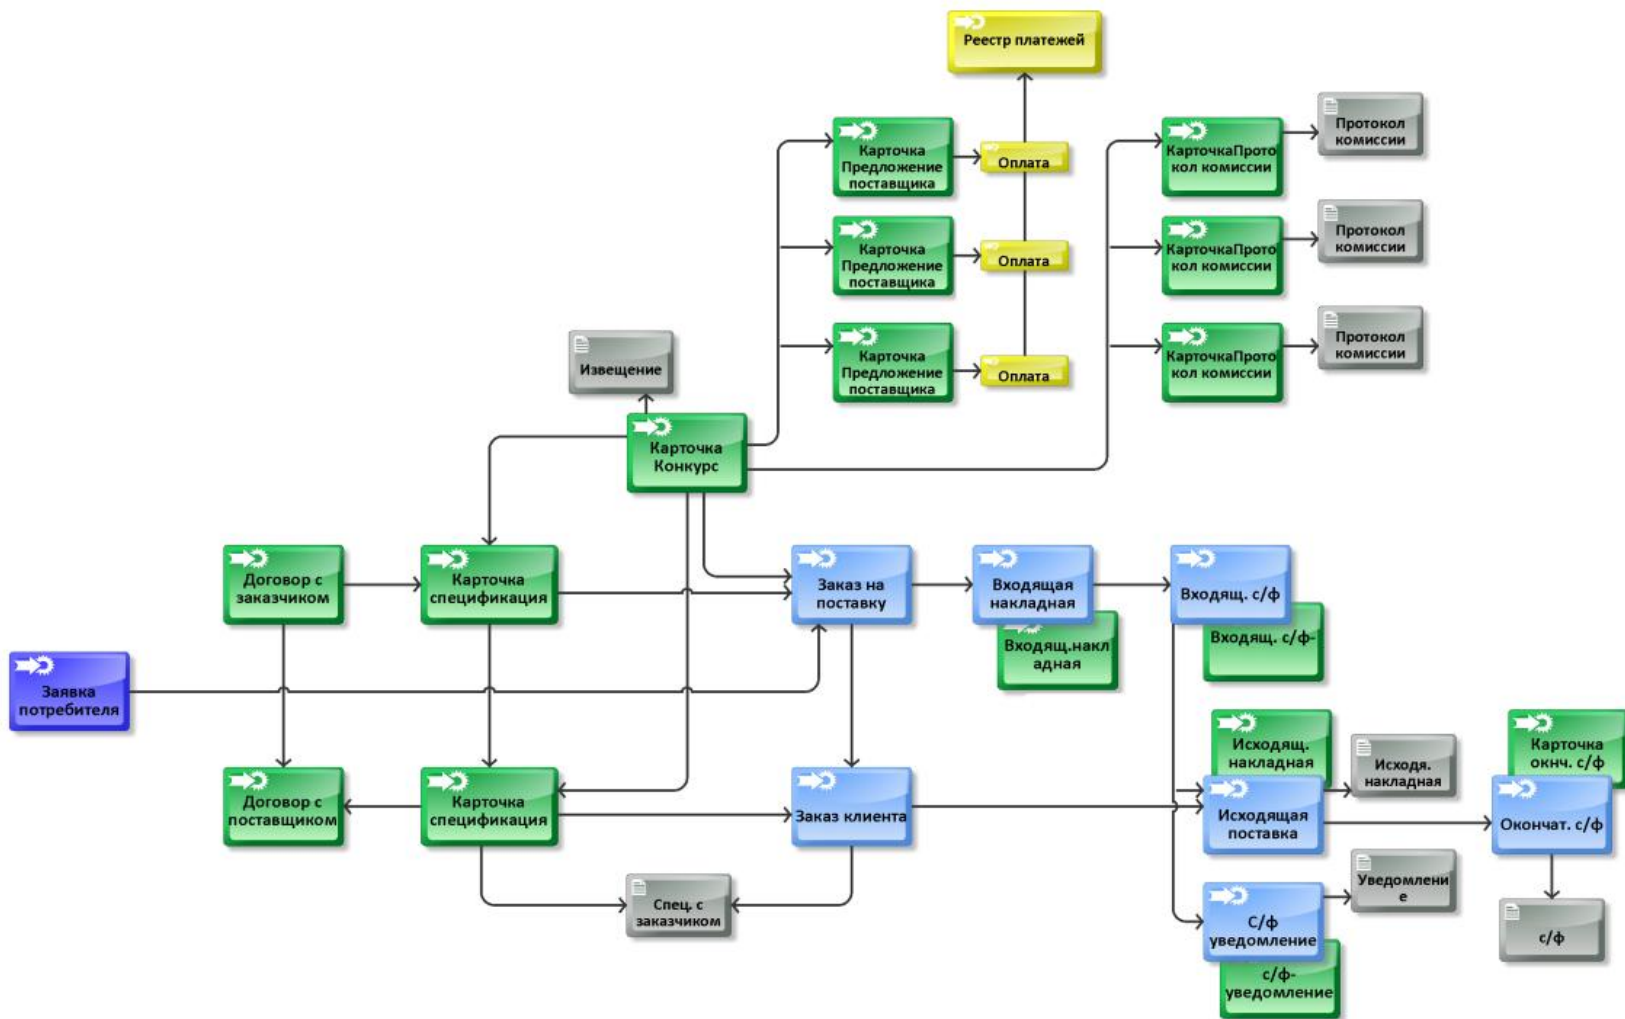 Реестр платежей
Протокол
комиссии
Карточка
Предложение
поставщика
Оплата
КарточкаПрото
кол комиссии
Протокол
комиссии
Карточка
Предложение
поставщика
Оплата
КарточкаПрото
кол комиссии
Протокол
комиссии
Карточка
Предложение
поставщика
Оплата
КарточкаПрото
кол комиссии
Извещение
Карточка
Конкурс
Договор с
заказчиком
Карточка
спецификация
Заказ на
поставку
Входящая
накладная
Входящ. с/ф
Входящ.накл
адная
Входящ. с/ф-
Заявка
потребителя
Исходящ.
накладная
Исходя.
накладная
Карточка
окнч. с/ф
Договор с
поставщиком
Карточка
спецификация
Заказ клиента
Исходящая
поставка
Окончат. с/ф
Спец. с
заказчиком
С/ф
уведомление
Уведомлени
е
с/ф
с/ф-
уведомление